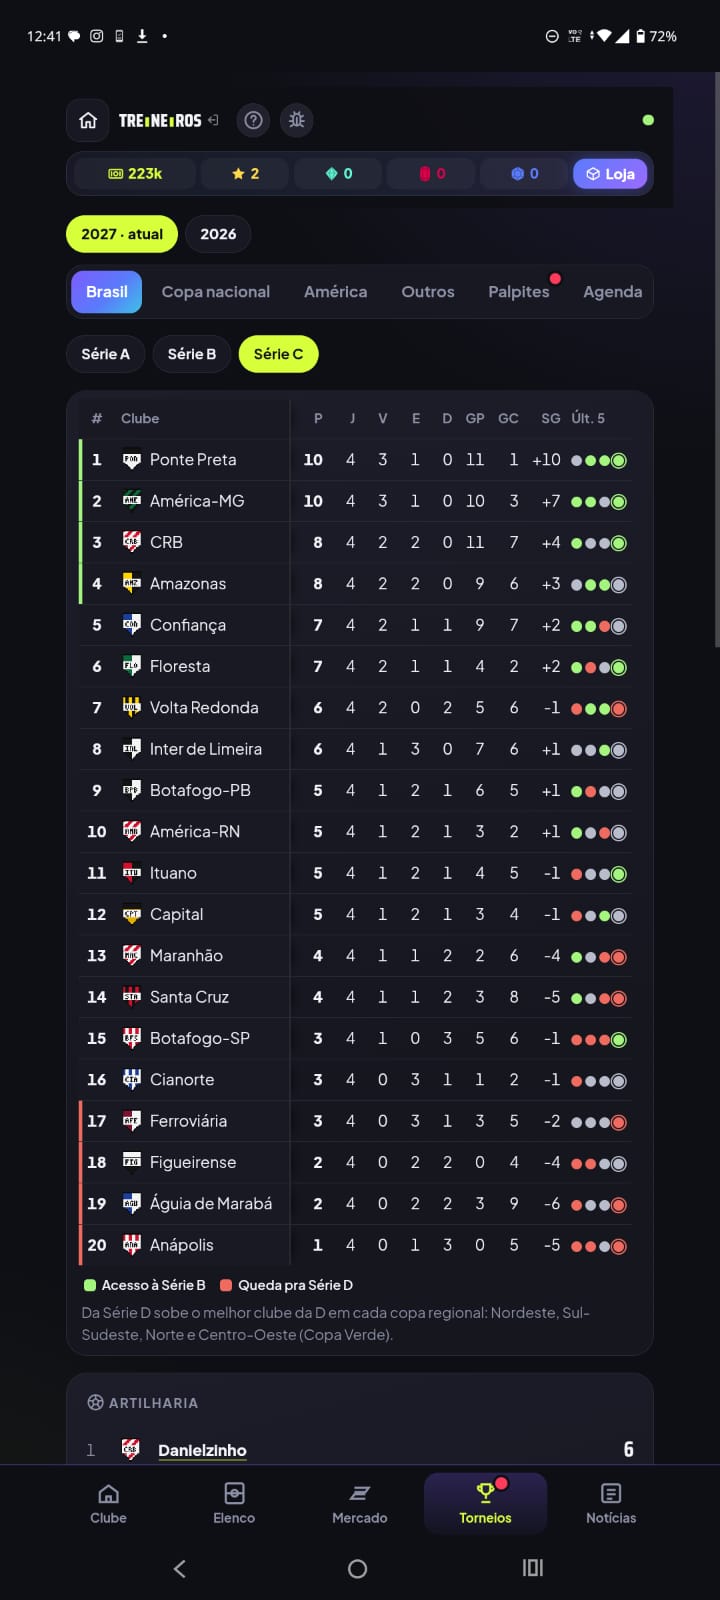 12:41 72%
TREINEIROS
223k 2 0 0 0 Loja
2027 · atual 2026
Brasil Copa nacional América Outros Palpites Agenda
Série A Série B Série C
# Clube P J V E D GP GC SG Últ. 5
1 Ponte Preta 10 4 3 1 0 11 1 +10
2 América-MG 10 4 3 1 0 10 3 +7
3 CRB 8 4 2 2 0 11 7 +4
4 Amazonas 8 4 2 2 0 9 6 +3
5 Confiança 7 4 2 1 1 9 7 +2
6 Floresta 7 4 2 1 1 4 2 +2
7 Volta Redonda 6 4 2 0 2 5 6 -1
8 Inter de Limeira 6 4 1 3 0 7 6 +1
9 Botafogo-PB 5 4 1 2 1 6 5 +1
10 América-RN 5 4 1 2 1 3 2 +1
11 Ituano 5 4 1 2 1 4 5 -1
12 Capital 5 4 1 2 1 3 4 -1
13 Maranhão 4 4 1 1 2 2 6 -4
14 Santa Cruz 4 4 1 1 2 3 8 -5
15 Botafogo-SP 3 4 1 0 3 5 6 -1
16 Cianorte 3 4 0 3 1 1 2 -1
17 Ferroviária 3 4 0 3 1 3 5 -2
18 Figueirense 2 4 0 2 2 0 4 -4
19 Águia de Marabá 2 4 0 2 2 3 9 -6
20 Anápolis 1 4 0 1 3 0 5 -5
Acesso à Série B Queda pra Série D
Da Série D sobe o melhor clube da D em cada copa regional: Nordeste, Sul-
Sudeste, Norte e Centro-Oeste (Copa Verde).
ARTILHARIA
1 Danielzinho 6
Clube Elenco Mercado Torneios Notícias